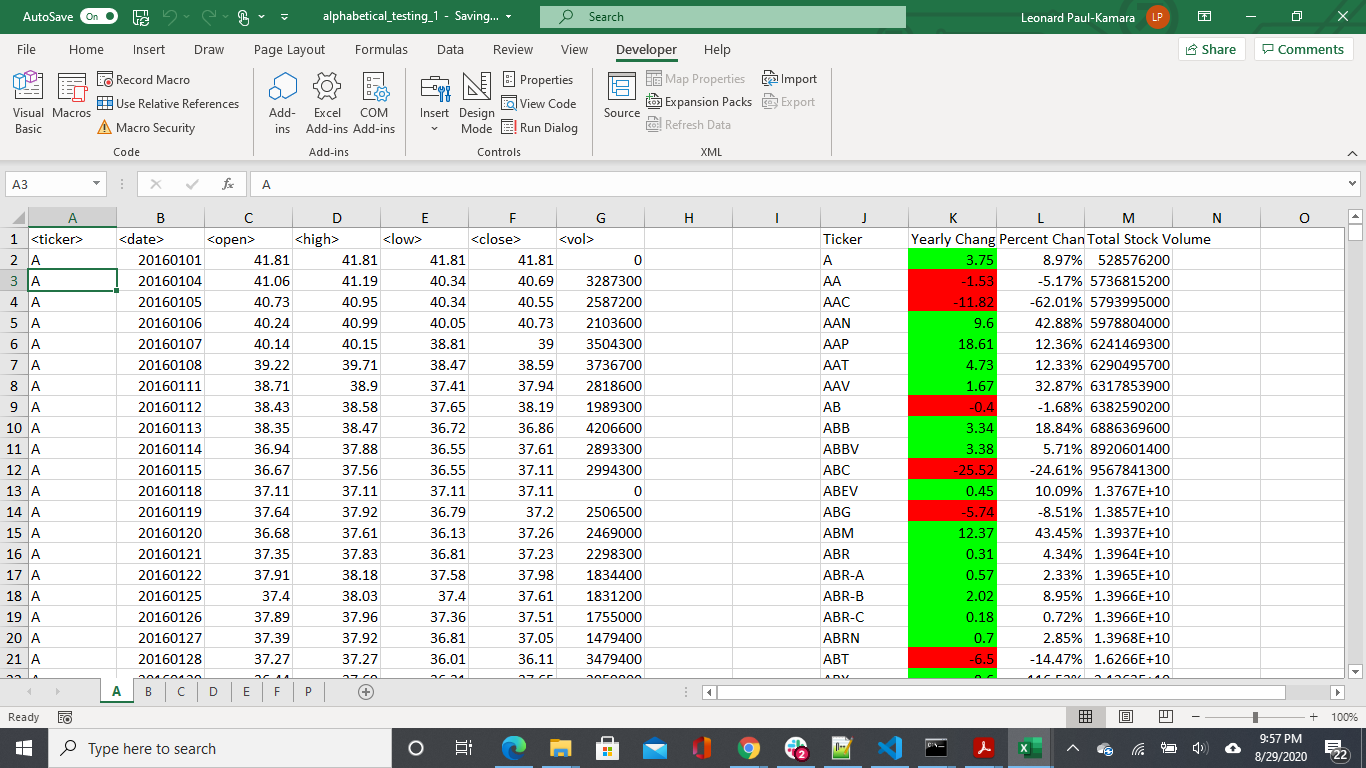 AutoSave On alphabetical_testing_1 - Saving... Search Leonard Paul-Kamara LP
File Home Insert Draw Page Layout Formulas Data Review View Developer Help Share Comments
Visual Basic
Macros
Record Macro
Use Relative References
Macro Security
Code
Add-ins
Excel Add-ins
COM Add-ins
Add-ins
Insert
Design Mode
Properties
View Code
Run Dialog
Controls
Source
Map Properties
Expansion Packs
Refresh Data
Import
Export
XML
A3 fx A
A B C D E F G H I J K L M N O
1 <ticker> <date> <open> <high> <low> <close> <vol> Ticker Yearly Chang Percent Chan Total Stock Volume
2 A 20160101 41.81 41.81 41.81 41.81 0 A 3.75 8.97% 528576200
3 A 20160104 41.06 41.19 40.34 40.69 3287300 AA -1.53 -5.17% 5736815200
4 A 20160105 40.73 40.95 40.34 40.55 2587200 AAC -11.82 -62.01% 5793995000
5 A 20160106 40.24 40.99 40.05 40.73 2103600 AAN 9.6 42.88% 5978804000
6 A 20160107 40.14 40.15 38.81 39 3504300 AAP 18.61 12.36% 6241469300
7 A 20160108 39.22 39.71 38.47 38.59 3736700 AAT 4.73 12.33% 6290495700
8 A 20160111 38.71 38.9 37.41 37.94 2818600 AAV 1.67 32.87% 6317853900
9 A 20160112 38.43 38.58 37.65 38.19 1989300 AB -0.4 -1.68% 6382590200
10 A 20160113 38.35 38.47 36.72 36.86 4206600 ABB 3.34 18.84% 6886369600
11 A 20160114 36.94 37.88 36.55 37.61 2893300 ABBV 3.38 5.71% 8920601400
12 A 20160115 36.67 37.56 36.55 37.11 2994300 ABC -25.52 -24.61% 9567841300
13 A 20160118 37.11 37.11 37.11 37.11 0 ABEV 0.45 10.09% 1.3767E+10
14 A 20160119 37.64 37.92 36.79 37.2 2506500 ABG -5.74 -8.51% 1.3857E+10
15 A 20160120 36.68 37.61 36.13 37.26 2469000 ABM 12.37 43.45% 1.3937E+10
16 A 20160121 37.35 37.83 36.81 37.23 2298300 ABR 0.31 4.34% 1.3964E+10
17 A 20160122 37.91 38.18 37.58 37.98 1834400 ABR-A 0.57 2.33% 1.3965E+10
18 A 20160125 37.4 38.03 37.4 37.61 1831200 ABR-B 2.02 8.95% 1.3966E+10
19 A 20160126 37.89 37.96 37.36 37.51 1755000 ABR-C 0.18 0.72% 1.3966E+10
20 A 20160127 37.39 37.92 36.81 37.05 1479400 ABRN 0.7 2.85% 1.3968E+10
21 A 20160128 37.27 37.27 36.01 36.11 3479400 ABT -6.5 -14.47% 1.6266E+10
A B C D E F P
Ready 100%
Type here to search 2 9:57 PM
8/29/2020 22